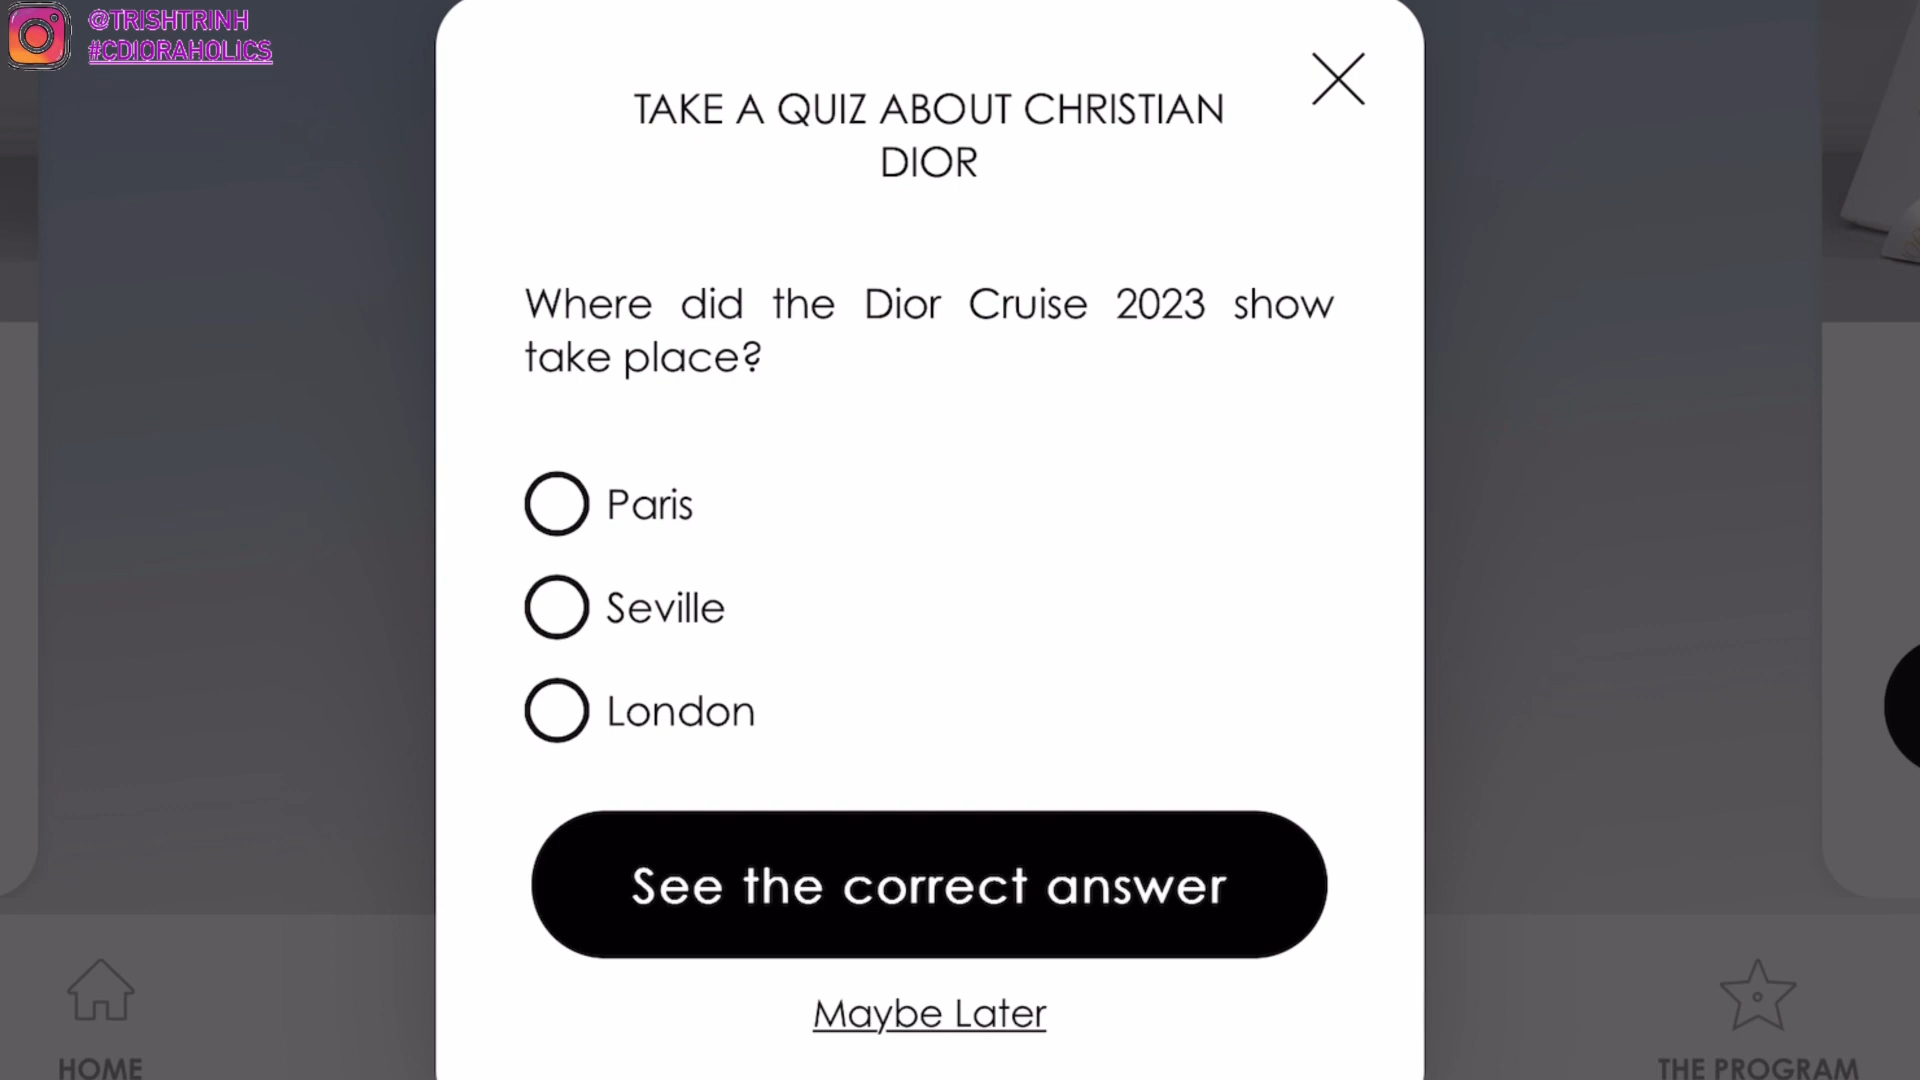 @TRISHTRINH
#CDIORAHOLICS
TAKE A QUIZ ABOUT CHRISTIAN
DIOR
Where did the Dior Cruise 2023 show
take place?
Paris
Seville
London
See the correct answer
Maybe Later
HOME
THE PROGRAM